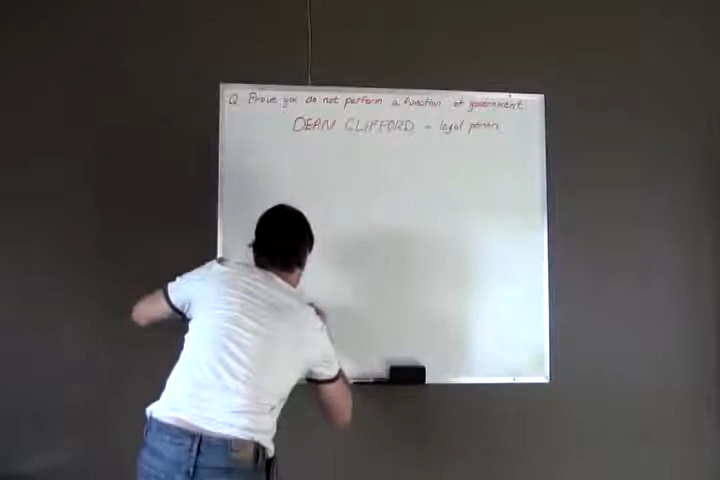 Q Prove you do not perform a function of government
DEAN CLIFFORD - legal person